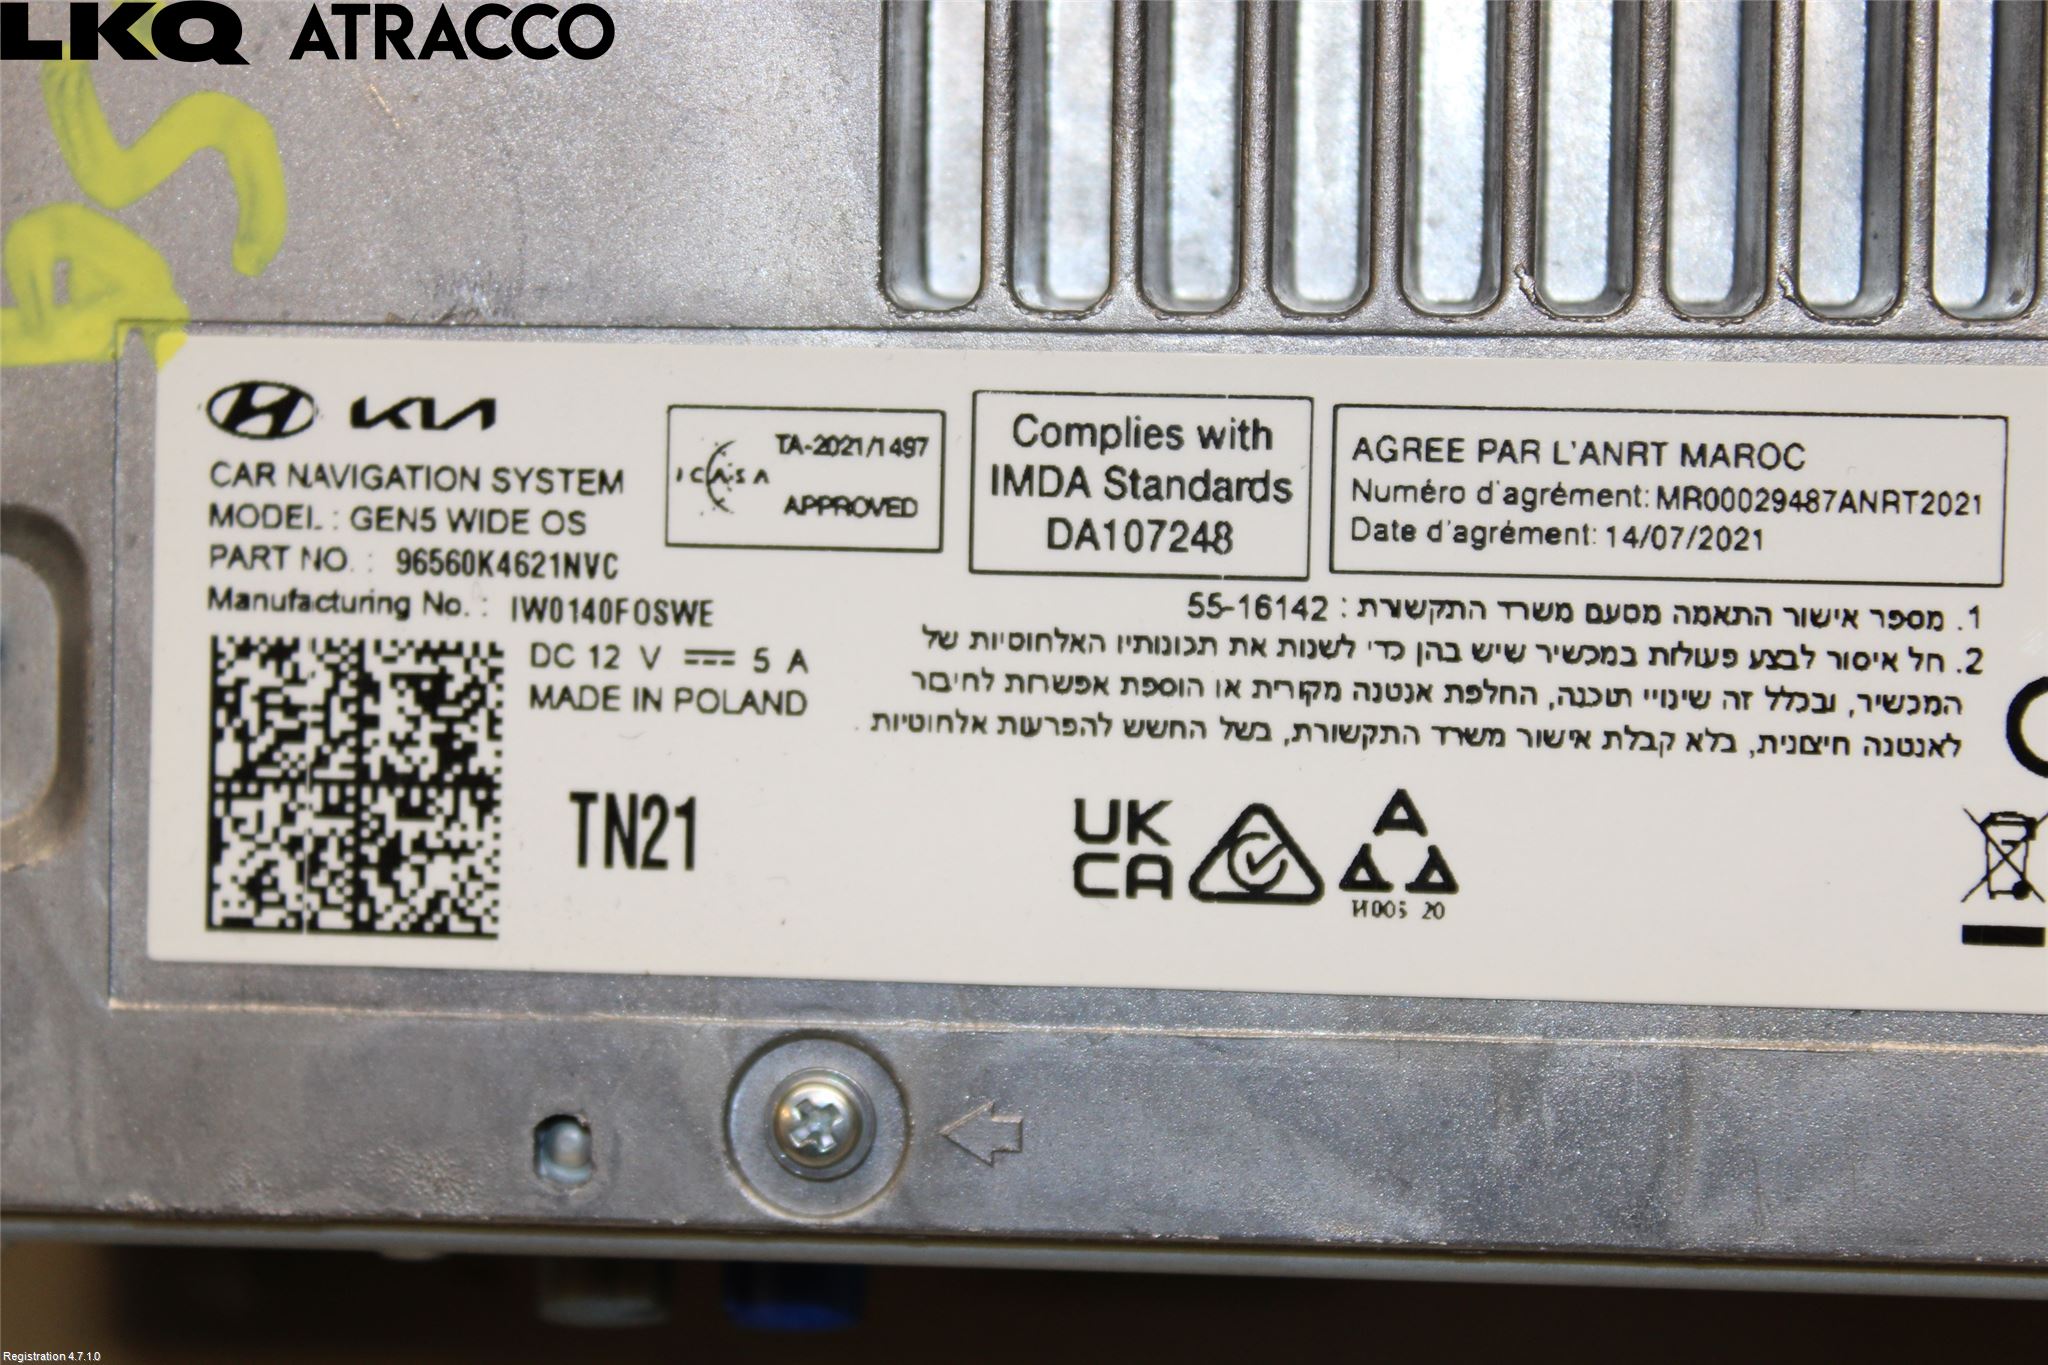 LKQ ATRACCO
KIA
CAR NAVIGATION SYSTEM
MODEL : GEN5 WIDE OS
PART NO. : 96560K4621NVC
Manufacturing No. : IW0140FOSWE
DC 12 V 5 A
MADE IN POLAND
TN21
ICASA
TA-2021/1497
APPROVED
Complies with
IMDA Standards
DA107248
AGREE PAR L'ANRT MAROC
Numéro d'agrément: MR00029487ANRT2021
Date d'agrément: 14/07/2021
1. מספר אישור התאמה מטעם משרד התקשורת : 55-16142
2. חל איסור לבצע פעולות במכשיר שיש בהן כדי לשנות את תכונותיו האלחוטיות של
המכשיר, ובכלל זה שינויי תוכנה, החלפת אנטנה מקורית או הוספת אפשרות לחיבור
לאנטנה חיצונית, בלא קבלת אישור משרד התקשורת, בשל החשש להפרעות אלחוטיות
UK
CA
20
Registration 4.7.1.0